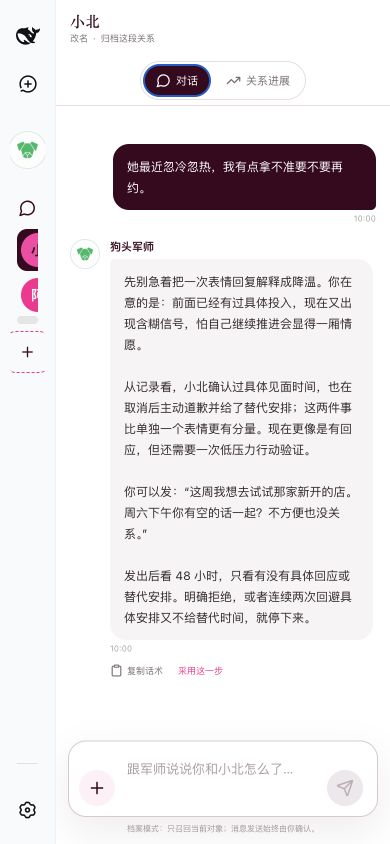 小北
改名 · 归档这段关系
对话
关系进展
她最近忽冷忽热，我有点拿不准要不要再
约。
10:00
狗头军师
先别急着把一次表情回复解释成降温。你在
意的是：前面已经有过具体投入，现在又出
现含糊信号，怕自己继续推进会显得一厢情
愿。
从记录看，小北确认过具体见面时间，也在
取消后主动道歉并给了替代安排；这两件事
比单独一个表情更有分量。现在更像是有回
应，但还需要一次低压力行动验证。
你可以发：“这周我想去试试那家新开的店。
周六下午你有空的话一起？不方便也没关
系。”
发出后看 48 小时，只看有没有具体回应或
替代安排。明确拒绝，或者连续两次回避具
体安排又不给替代时间，就停下来。
10:00
复制话术
采用这一步
跟军师说说你和小北怎么了...
档案模式：只召回当前对象；消息发送始终由你确认。